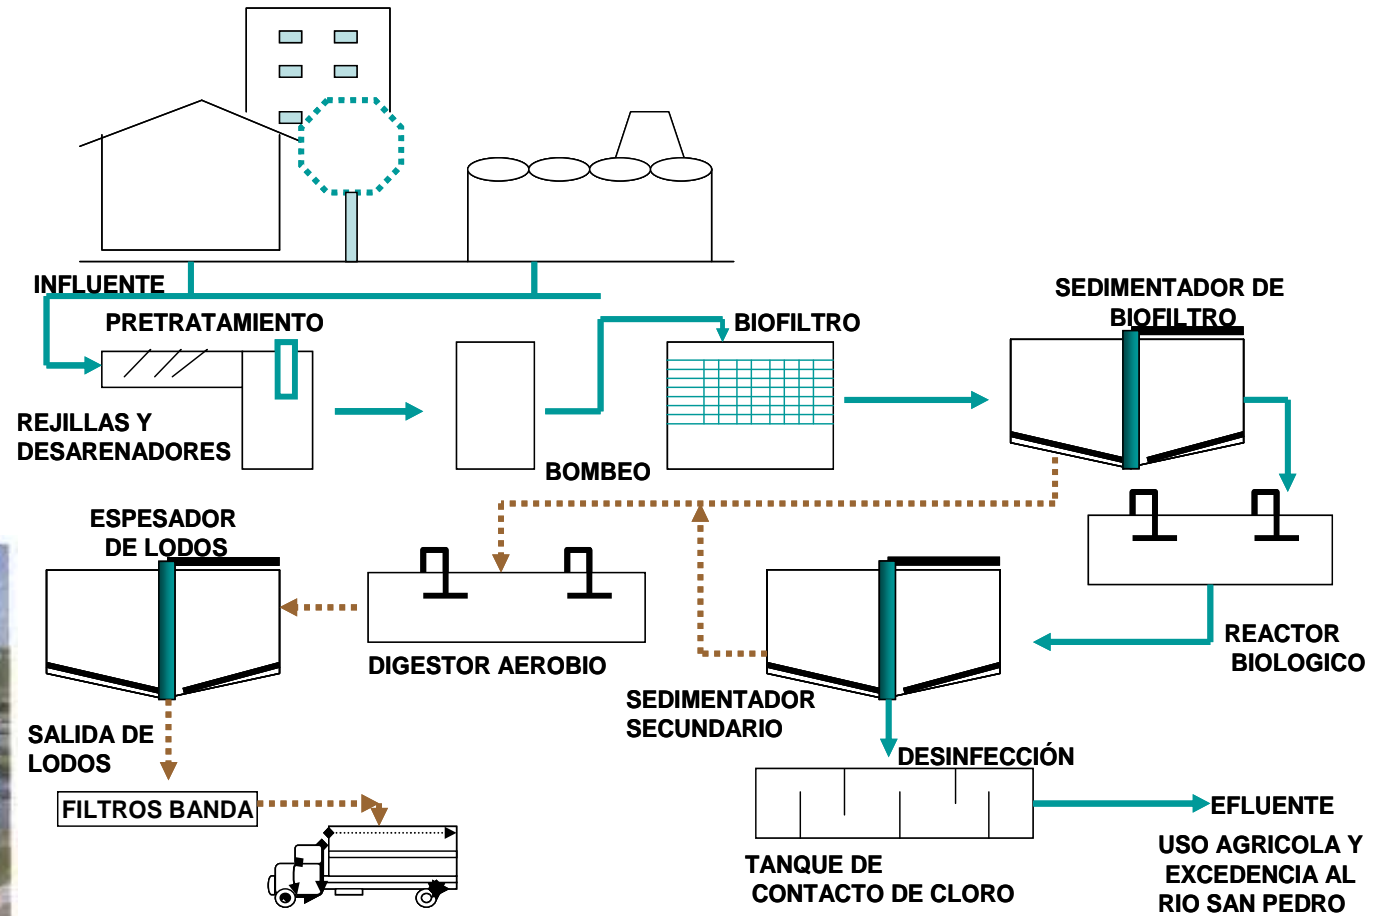 INFLUENTE
PRETRATAMIENTO
REJILLAS Y
DESARENADORES
BOMBEO
BIOFILTRO
SEDIMENTADOR DE
BIOFILTRO
REACTOR
BIOLOGICO
ESPESADOR
DE LODOS
DIGESTOR AEROBIO
SEDIMENTADOR
SECUNDARIO
SALIDA DE
LODOS
FILTROS BANDA
DESINFECCIÓN
TANQUE DE
CONTACTO DE CLORO
EFLUENTE
USO AGRICOLA Y
EXCEDENCIA AL
RIO SAN PEDRO